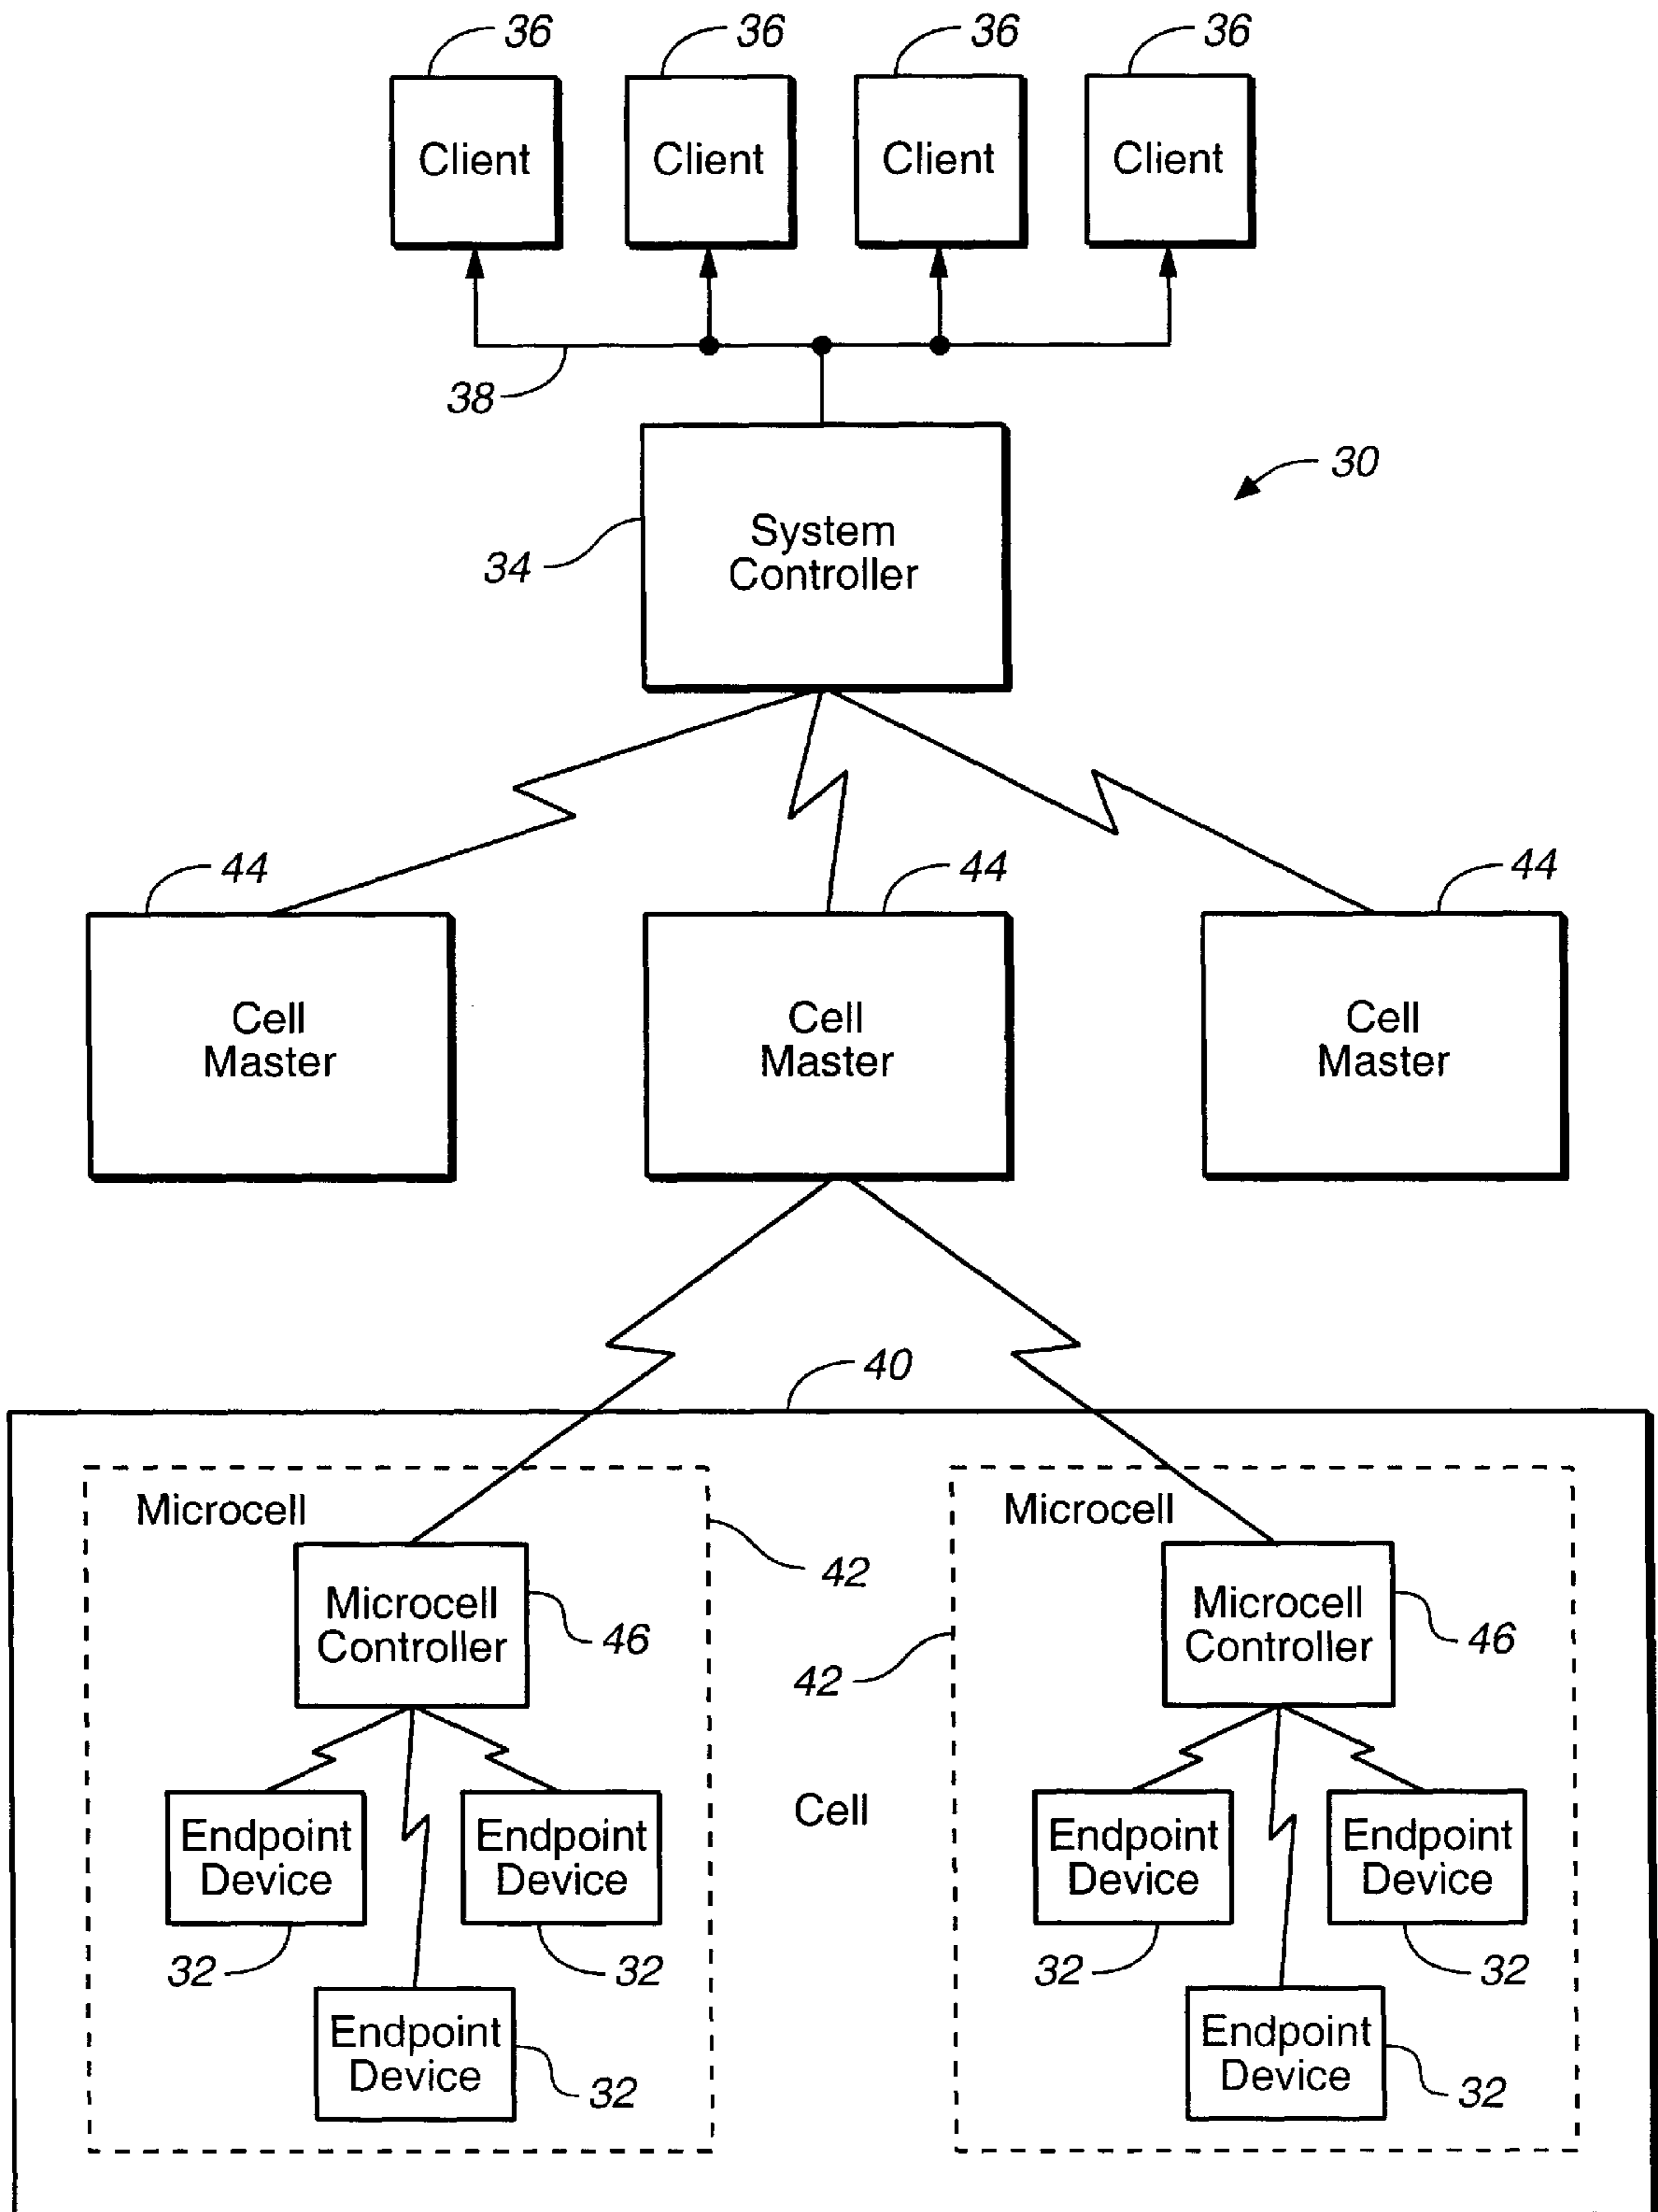 36 36 36 36
Client Client Client Client
38
30
System
Controller
34
44 44 44
Cell
Master
Cell
Master
Cell
Master
40
Microcell
Microcell
42
42
Microcell
Controller
46
Microcell
Controller
46
Cell
Endpoint
Device
Endpoint
Device
Endpoint
Device
Endpoint
Device
32 32 32 32
Endpoint
Device
32
Endpoint
Device
32